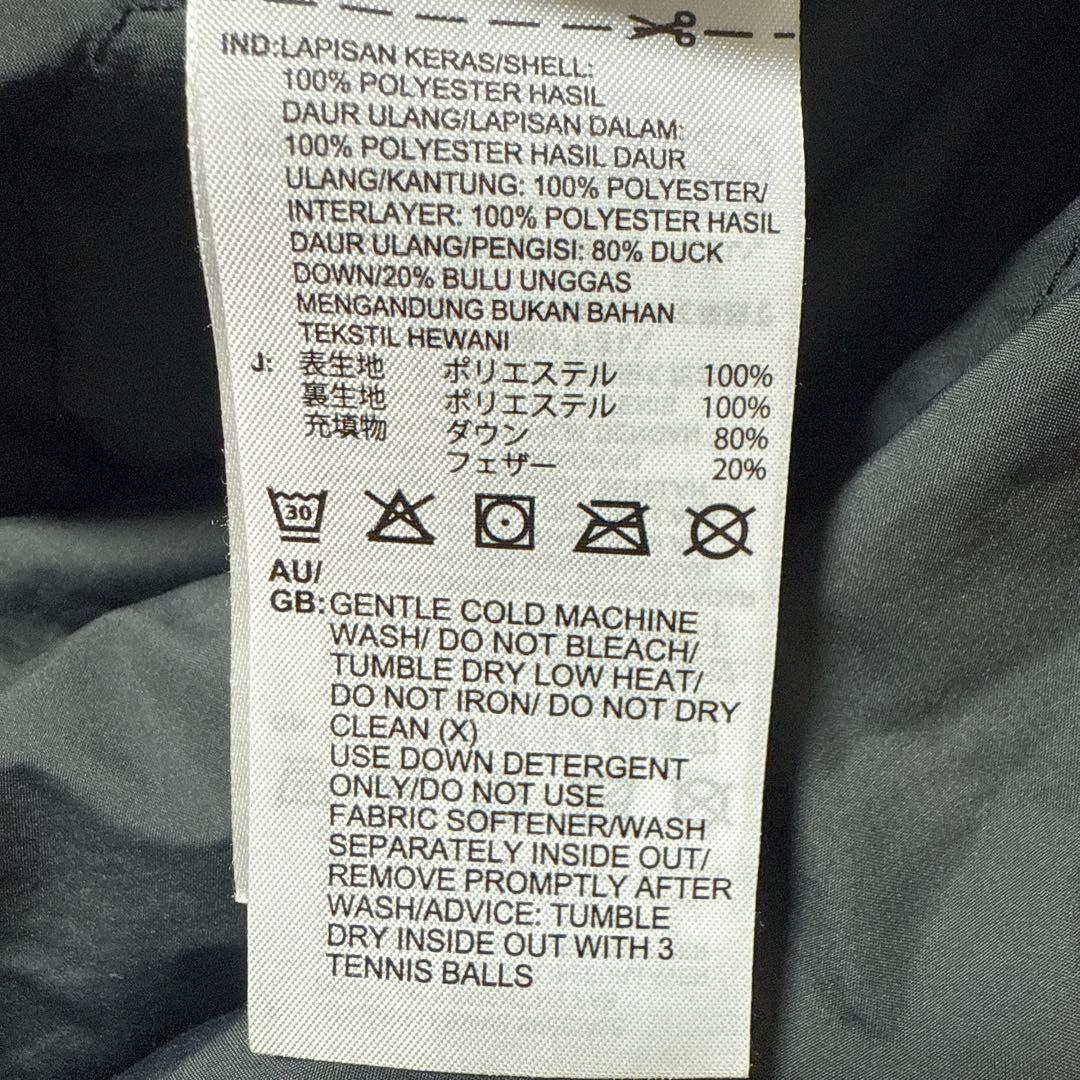 IND:LAPISAN KERAS/SHELL:
100% POLYESTER HASIL
DAUR ULANG/LAPISAN DALAM:
100% POLYESTER HASIL DAUR
ULANG/KANTUNG: 100% POLYESTER/
INTERLAYER: 100% POLYESTER HASIL
DAUR ULANG/PENGISI: 80% DUCK
DOWN/20% BULU UNGGAS
MENGANDUNG BUKAN BAHAN
TEKSTIL HEWANI
J: 表生地 ポリエステル 100%
裏生地 ポリエステル 100%
充填物 ダウン 80%
フェザー 20%
30
AU/
GB: GENTLE COLD MACHINE
WASH/ DO NOT BLEACH/
TUMBLE DRY LOW HEAT/
DO NOT IRON/ DO NOT DRY
CLEAN (X)
USE DOWN DETERGENT
ONLY/DO NOT USE
FABRIC SOFTENER/WASH
SEPARATELY INSIDE OUT/
REMOVE PROMPTLY AFTER
WASH/ADVICE: TUMBLE
DRY INSIDE OUT WITH 3
TENNIS BALLS